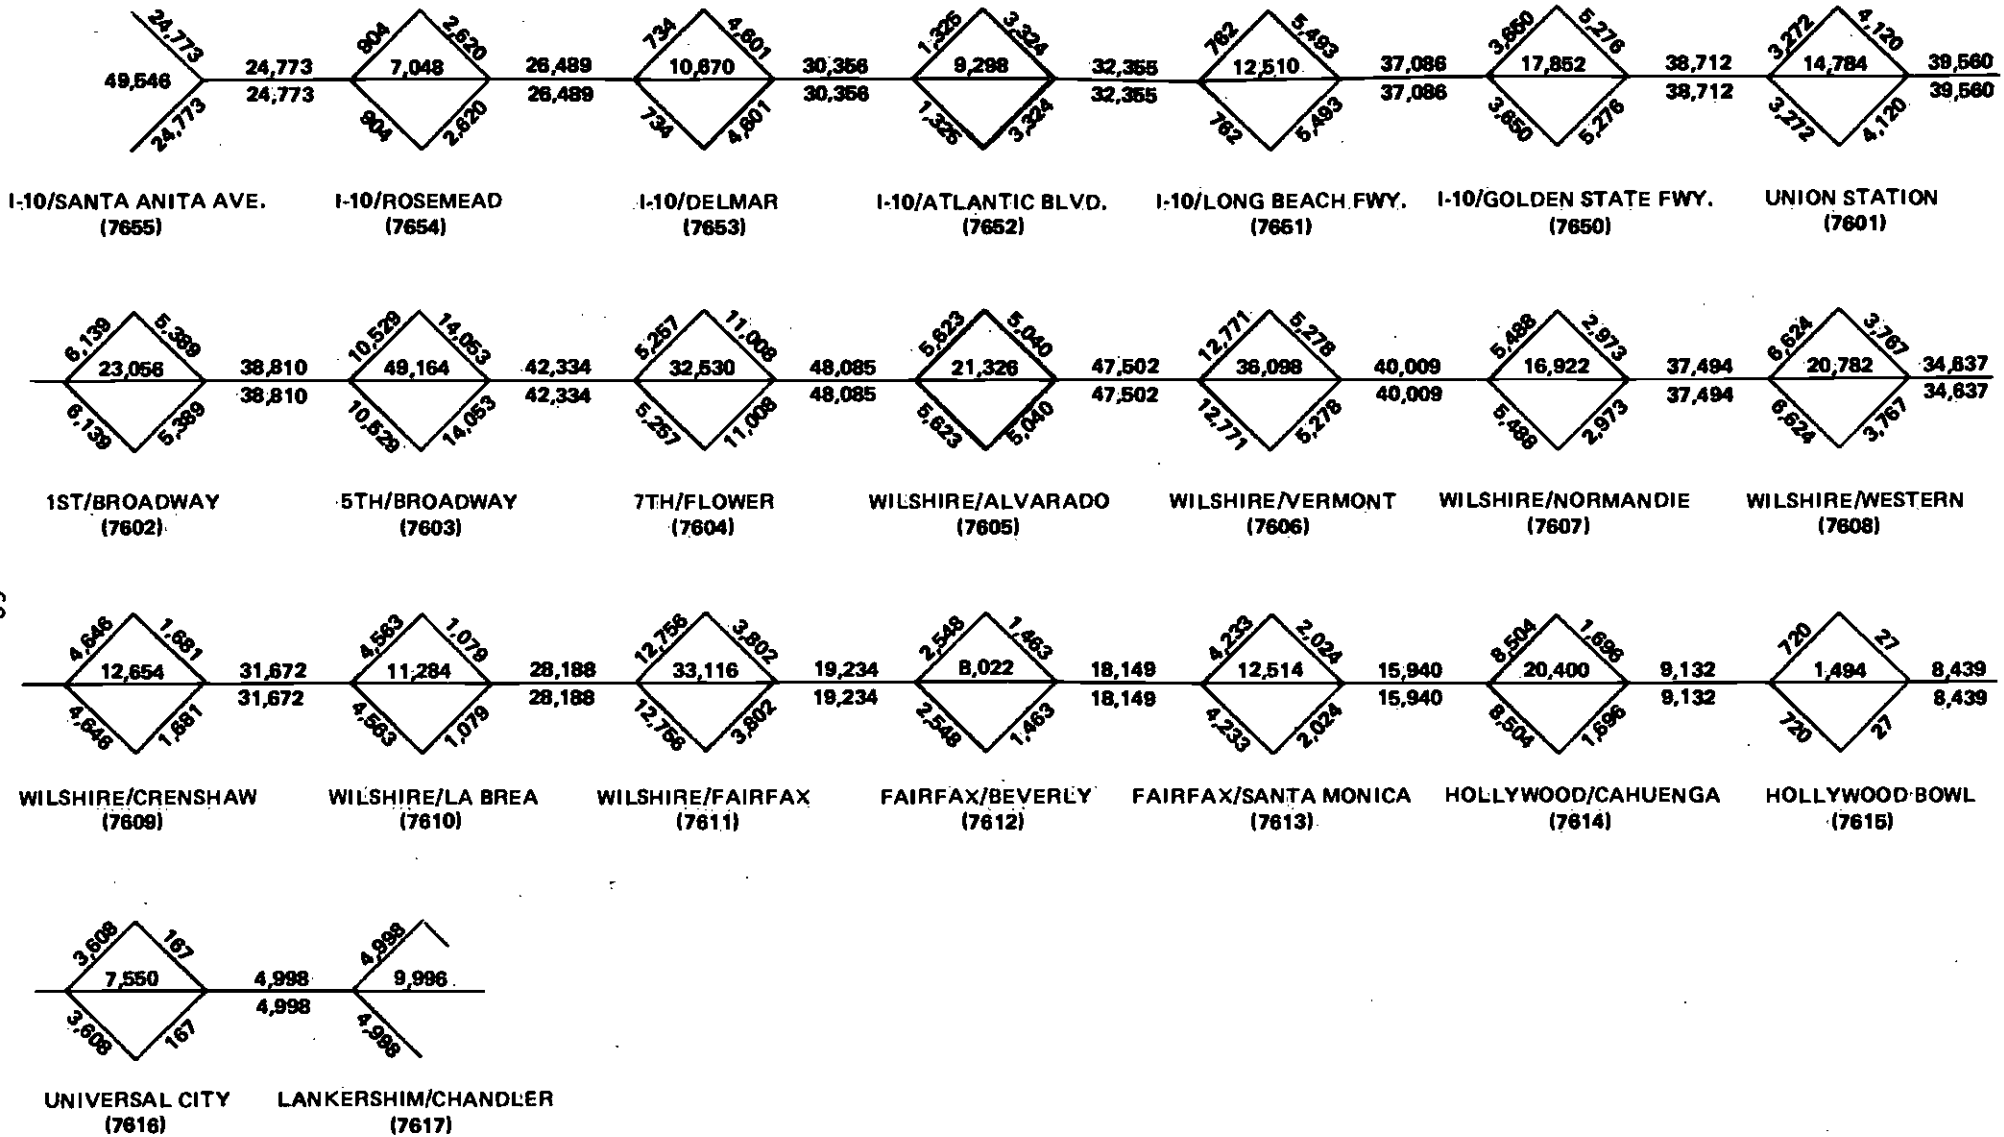 24,773 904 2,620 734 4,601 1,325 3,324 762 5,493 3,650 5,276 3,272 4,120
49,546 24,773 7,048 26,489 10,670 30,356 9,298 32,355 12,510 37,086 17,852 38,712 14,784 39,560
24,773 26,489 30,356 32,355 37,086 38,712 39,560
24,773 904 2,620 734 4,601 1,325 3,324 762 5,493 3,650 5,276 3,272 4,120
I-10/SANTA ANITA AVE. I-10/ROSEMEAD I-10/DELMAR I-10/ATLANTIC BLVD. I-10/LONG BEACH FWY. I-10/GOLDEN STATE FWY. UNION STATION
(7655) (7654) (7653) (7652) (7651) (7650) (7601)
6,139 5,389 10,529 14,053 5,257 11,008 5,623 5,040 12,771 5,278 5,488 2,973 6,624 3,767
23,056 38,810 49,164 42,334 32,530 48,085 21,326 47,502 36,098 40,009 16,922 37,494 20,782 34,637
38,810 42,334 48,085 47,502 40,009 37,494 34,637
6,139 5,389 10,529 14,053 5,257 11,008 5,623 5,040 12,771 5,278 5,488 2,973 6,624 3,767
1ST/BROADWAY 5TH/BROADWAY 7TH/FLOWER WILSHIRE/ALVARADO WILSHIRE/VERMONT WILSHIRE/NORMANDIE WILSHIRE/WESTERN
(7602) (7603) (7604) (7605) (7606) (7607) (7608)
4,646 1,681 4,563 1,079 12,756 3,802 2,548 1,463 4,233 2,024 8,504 1,696 720 27
12,654 31,672 11,284 28,188 33,116 19,234 8,022 18,149 12,514 15,940 20,400 9,132 1,494 8,439
31,672 28,188 19,234 18,149 15,940 9,132 8,439
4,646 1,681 4,563 1,079 12,756 3,802 2,548 1,463 4,233 2,024 8,504 1,696 720 27
WILSHIRE/CRENSHAW WILSHIRE/LA BREA WILSHIRE/FAIRFAX FAIRFAX/BEVERLY FAIRFAX/SANTA MONICA HOLLYWOOD/CAHUENGA HOLLYWOOD BOWL
(7609) (7610) (7611) (7612) (7613) (7614) (7615)
3,608 167 4,998
7,550 4,998 9,996
4,998
3,608 167 4,998
UNIVERSAL CITY LANKERSHIM/CHANDLER
(7616) (7617)